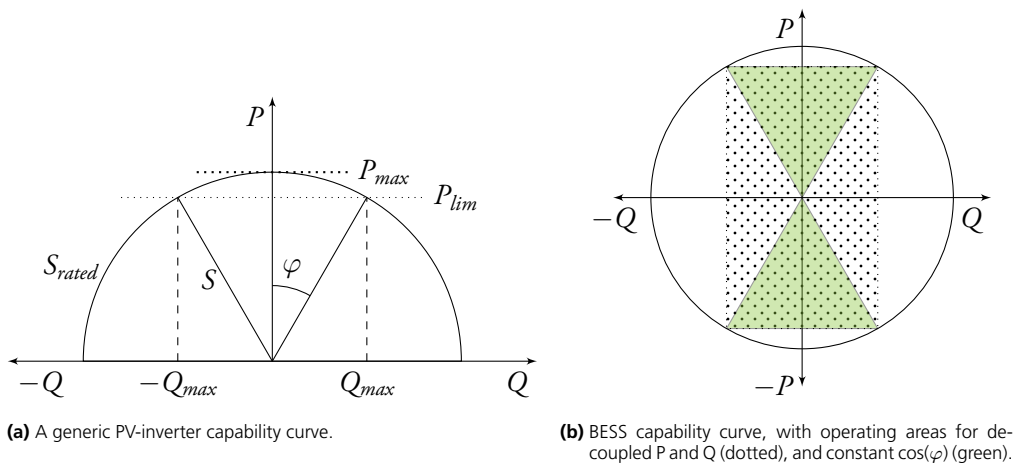 P
P_max
P_lim
S_rated
S
φ
−Q
−Q_max
Q_max
Q
(a) A generic PV-inverter capability curve.
P
−Q
Q
−P
(b) BESS capability curve, with operating areas for de-
coupled P and Q (dotted), and constant cos(φ) (green).